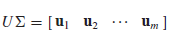 UΣ = [ u₁ u₂ ⋯ uₘ ]